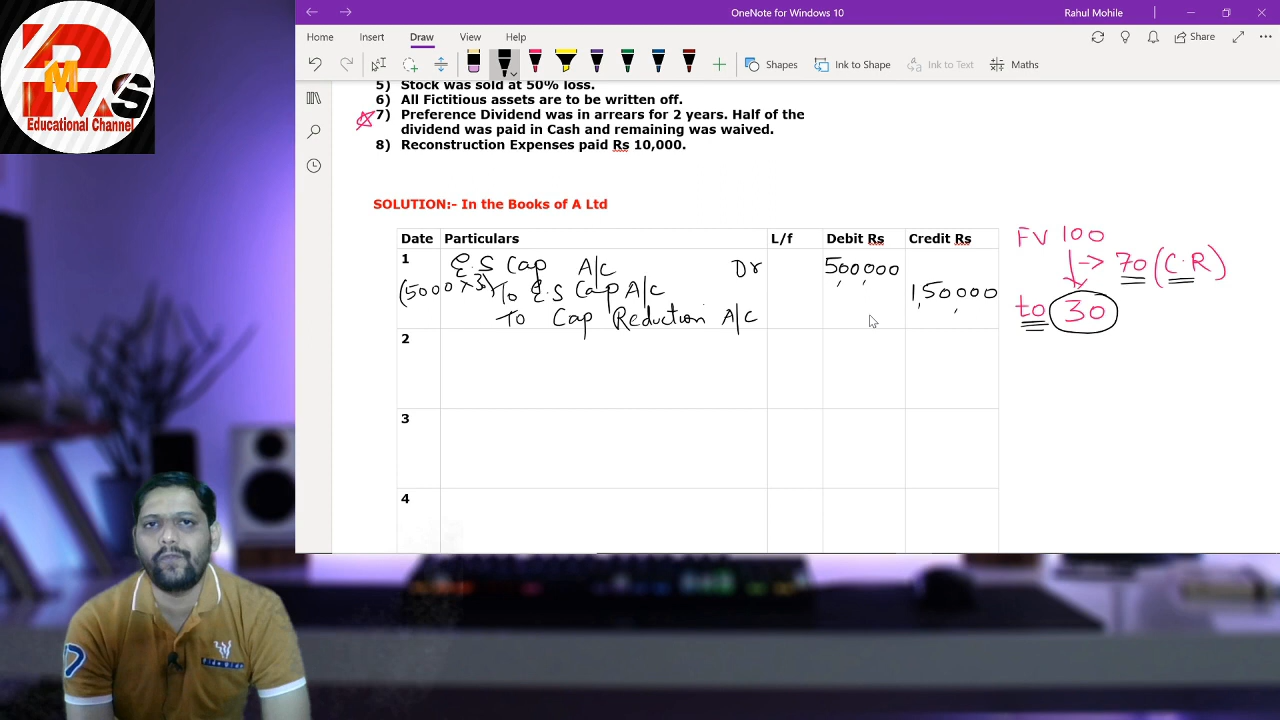 OneNote for Windows 10
Rahul Mohile
Home Insert Draw View Help
Share
Shapes Ink to Shape Ink to Text Maths
R
M
S
Educational Channel
5) Stock was sold at 50% loss.
6) All Fictitious assets are to be written off.
7) Preference Dividend was in arrears for 2 years. Half of the
dividend was paid in Cash and remaining was waived.
8) Reconstruction Expenses paid Rs 10,000.
SOLUTION:- In the Books of A Ltd
Date Particulars L/f Debit Rs Credit Rs
1 E.S Cap A/c Dr 500000
To E.S Cap A/c 1,50,000
To Cap Reduction A/c
2
3
4
FV 100
-> 70 (C.R)
to 30